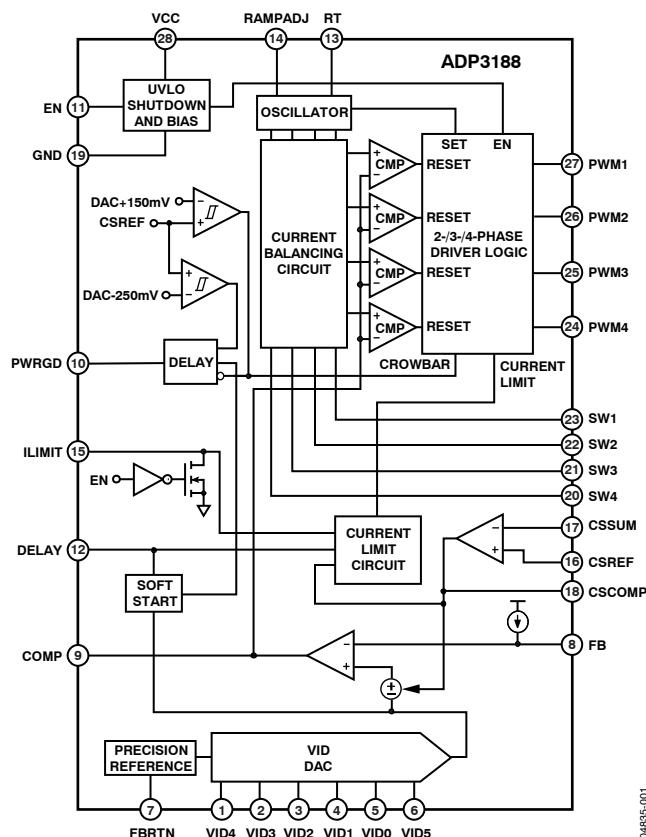 VCC
RAMPADJ
RT
28
14
13
ADP3188
UVLO
SHUTDOWN
AND BIAS
EN
11
OSCILLATOR
SET
EN
GND
19
+
–
CMP
RESET
27
PWM1
DAC+150mV
–
CSREF
+
+
–
CMP
RESET
26
PWM2
CURRENT
BALANCING
CIRCUIT
2-/3-/4-PHASE
DRIVER LOGIC
+
DAC-250mV
–
+
–
CMP
RESET
25
PWM3
+
–
CMP
RESET
24
PWM4
PWRGD
10
DELAY
CROWBAR
CURRENT
LIMIT
23
SW1
ILIMIT
15
22
SW2
EN
21
SW3
20
SW4
DELAY
12
CURRENT
LIMIT
CIRCUIT
–
17
CSSUM
+
16
CSREF
SOFT
START
18
CSCOMP
COMP
9
–
+
8
FB
±
PRECISION
REFERENCE
VID
DAC
7
1
2
3
4
5
6
FBRTN
VID4
VID3
VID2
VID1
VID0
VID5
04835-001